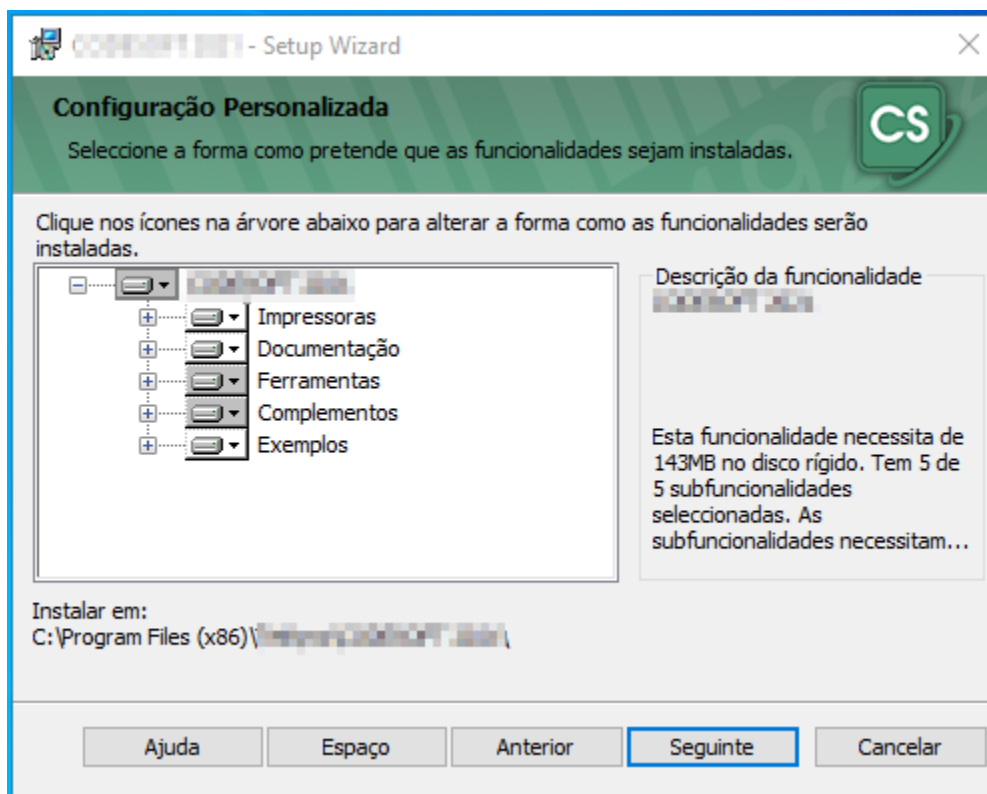 - Setup Wizard
Configuração Personalizada
Seleccione a forma como pretende que as funcionalidades sejam instaladas.
CS
Clique nos ícones na árvore abaixo para alterar a forma como as funcionalidades serão
instaladas.
Impressoras
Documentação
Ferramentas
Complementos
Exemplos
Descrição da funcionalidade
Esta funcionalidade necessita de
143MB no disco rígido. Tem 5 de
5 subfuncionalidades
seleccionadas. As
subfuncionalidades necessitam...
Instalar em:
C:\Program Files (x86)\
Ajuda
Espaço
Anterior
Seguinte
Cancelar